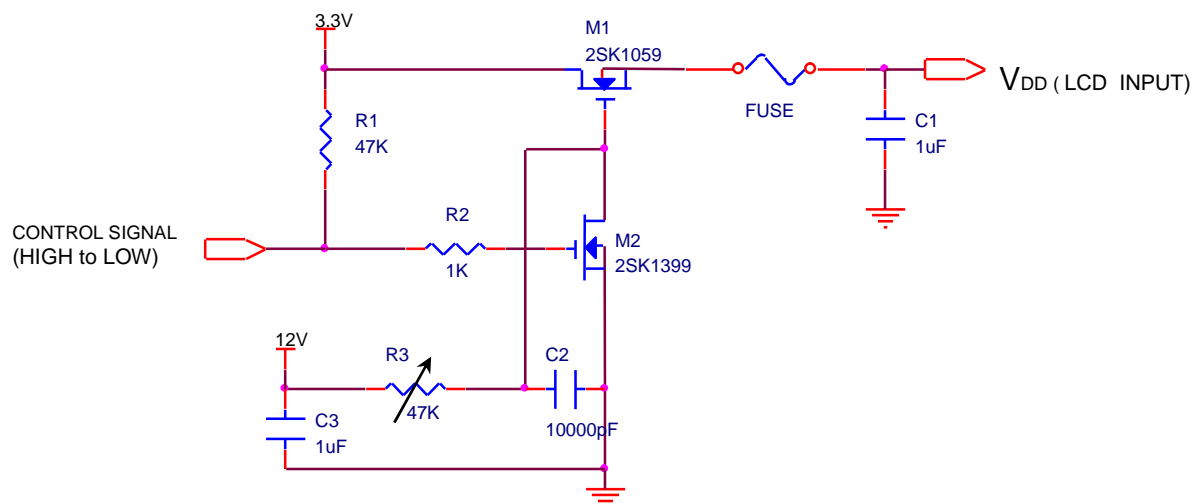 3.3V
M1
2SK1059
R1
47K
FUSE
VDD ( LCD INPUT)
C1
1uF
CONTROL SIGNAL
(HIGH to LOW)
R2
1K
M2
2SK1399
12V
R3
47K
C2
10000pF
C3
1uF